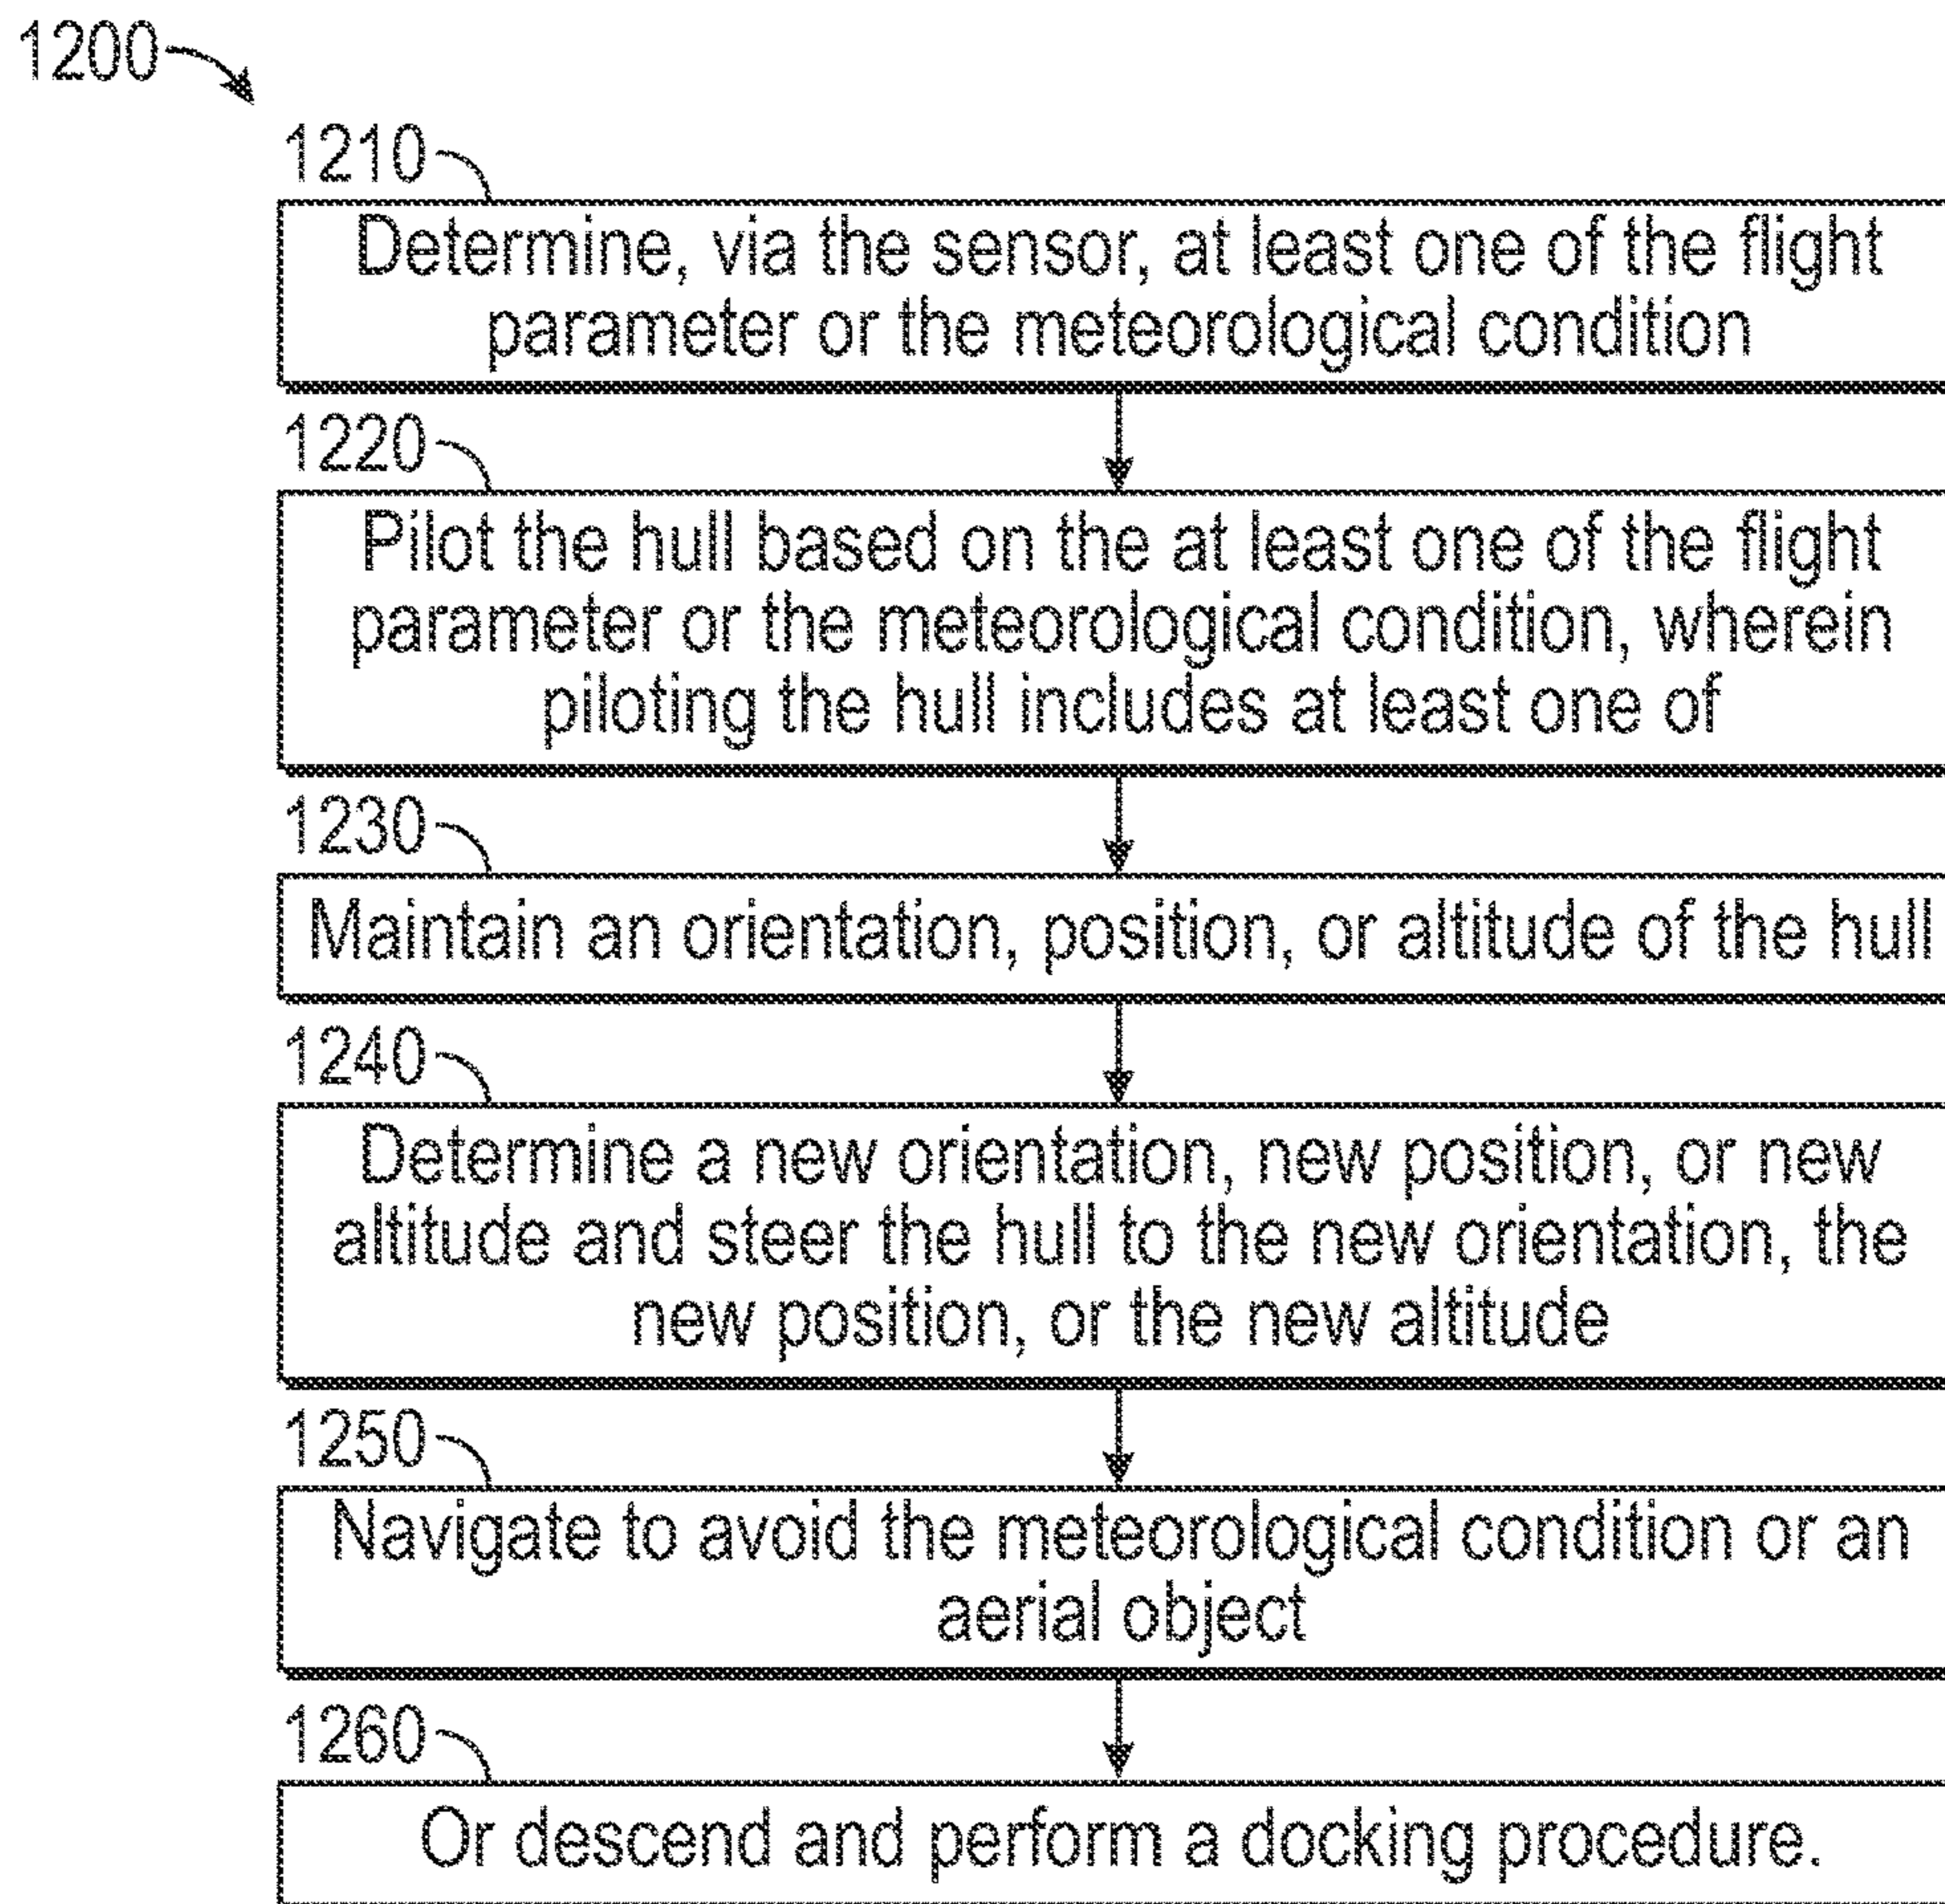 1200
1210
Determine, via the sensor, at least one of the flight
parameter or the meteorological condition
1220
Pilot the hull based on the at least one of the flight
parameter or the meteorological condition, wherein
piloting the hull includes at least one of
1230
Maintain an orientation, position, or altitude of the hull
1240
Determine a new orientation, new position, or new
altitude and steer the hull to the new orientation, the
new position, or the new altitude
1250
Navigate to avoid the meteorological condition or an
aerial object
1260
Or descend and perform a docking procedure.